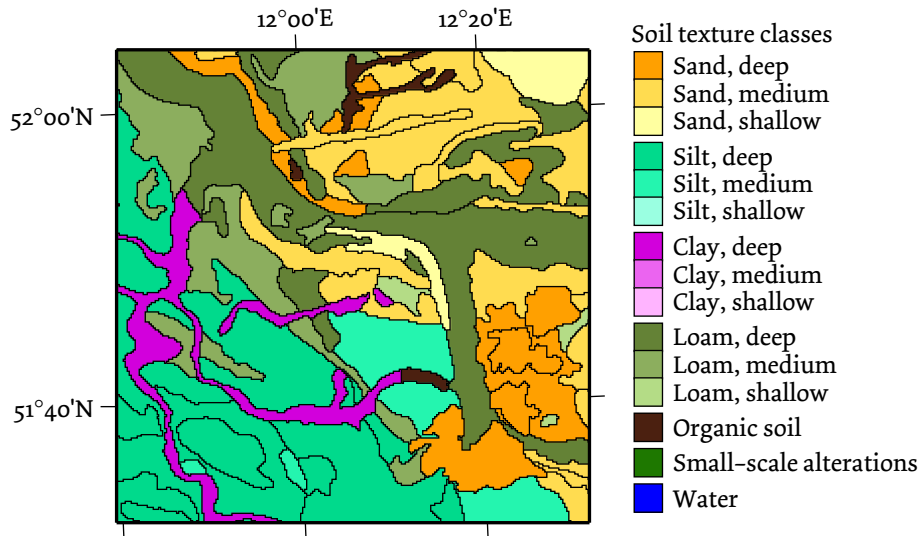 12°00'E 12°20'E
52°00'N
51°40'N
Soil texture classes
Sand, deep
Sand, medium
Sand, shallow
Silt, deep
Silt, medium
Silt, shallow
Clay, deep
Clay, medium
Clay, shallow
Loam, deep
Loam, medium
Loam, shallow
Organic soil
Small-scale alterations
Water